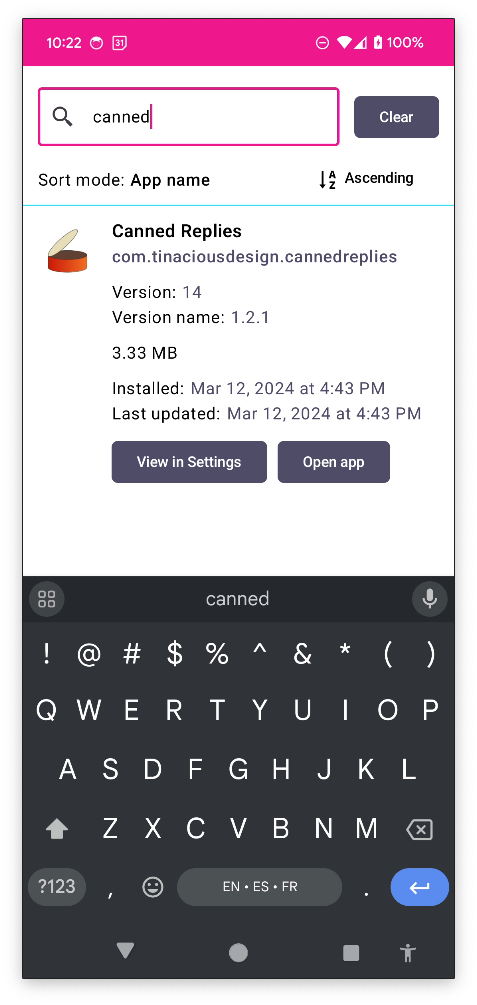 10:22 31 100%
canned Clear
Sort mode: App name Ascending
Canned Replies
com.tinaciousdesign.cannedreplies
Version: 14
Version name: 1.2.1
3.33 MB
Installed: Mar 12, 2024 at 4:43 PM
Last updated: Mar 12, 2024 at 4:43 PM
View in Settings Open app
canned
! @ # $ % ^ & * ( )
Q W E R T Y U I O P
A S D F G H J K L
Z X C V B N M
?123 , EN • ES • FR .